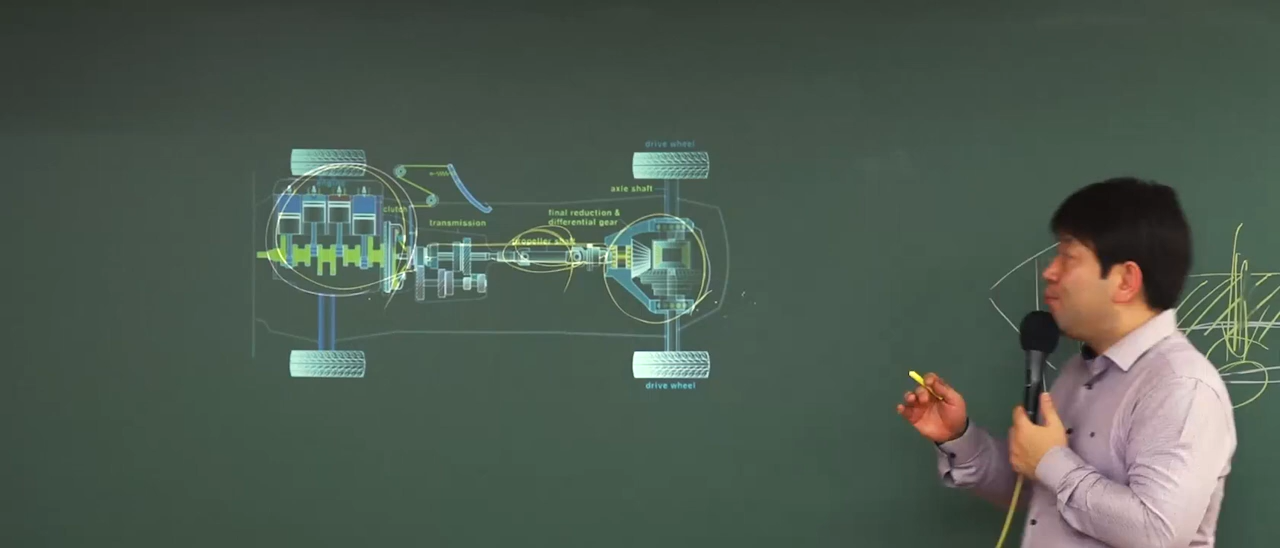 drive wheel
axle shaft
clutch
final reduction &
differential gear
transmission
propeller shaft
drive wheel